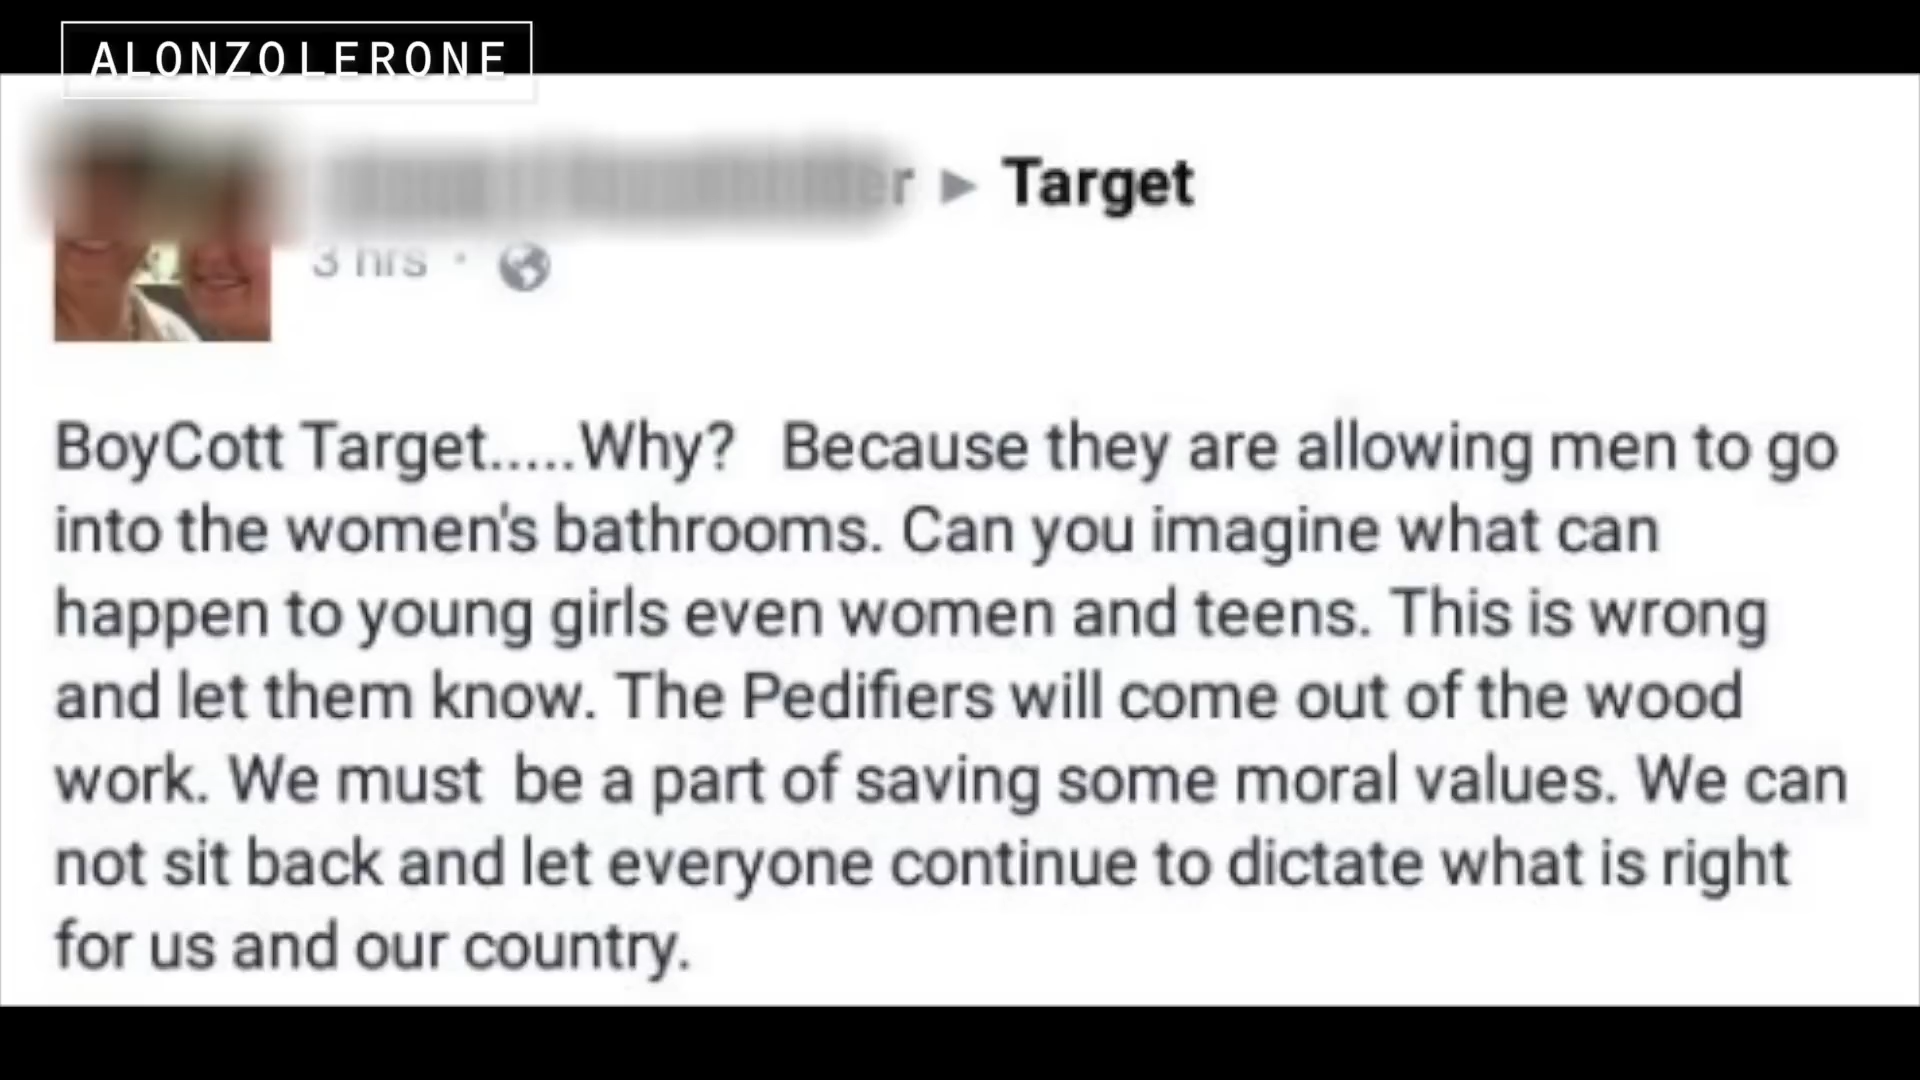 ALONZOLERONE
Target
3 hrs
BoyCott Target.....Why?   Because they are allowing men to go
into the women's bathrooms. Can you imagine what can
happen to young girls even women and teens. This is wrong
and let them know. The Pedifiers will come out of the wood
work. We must  be a part of saving some moral values. We can
not sit back and let everyone continue to dictate what is right
for us and our country.